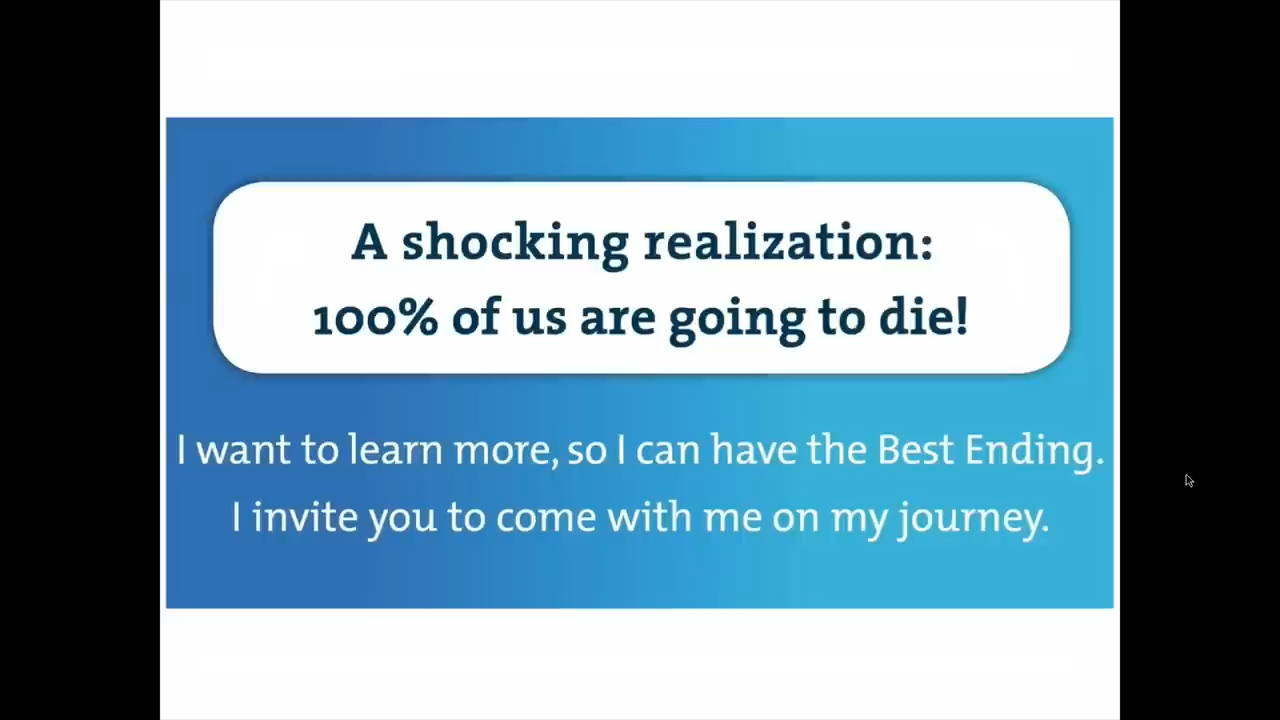 A shocking realization:
100% of us are going to die!
I want to learn more, so I can have the Best Ending.
I invite you to come with me on my journey.